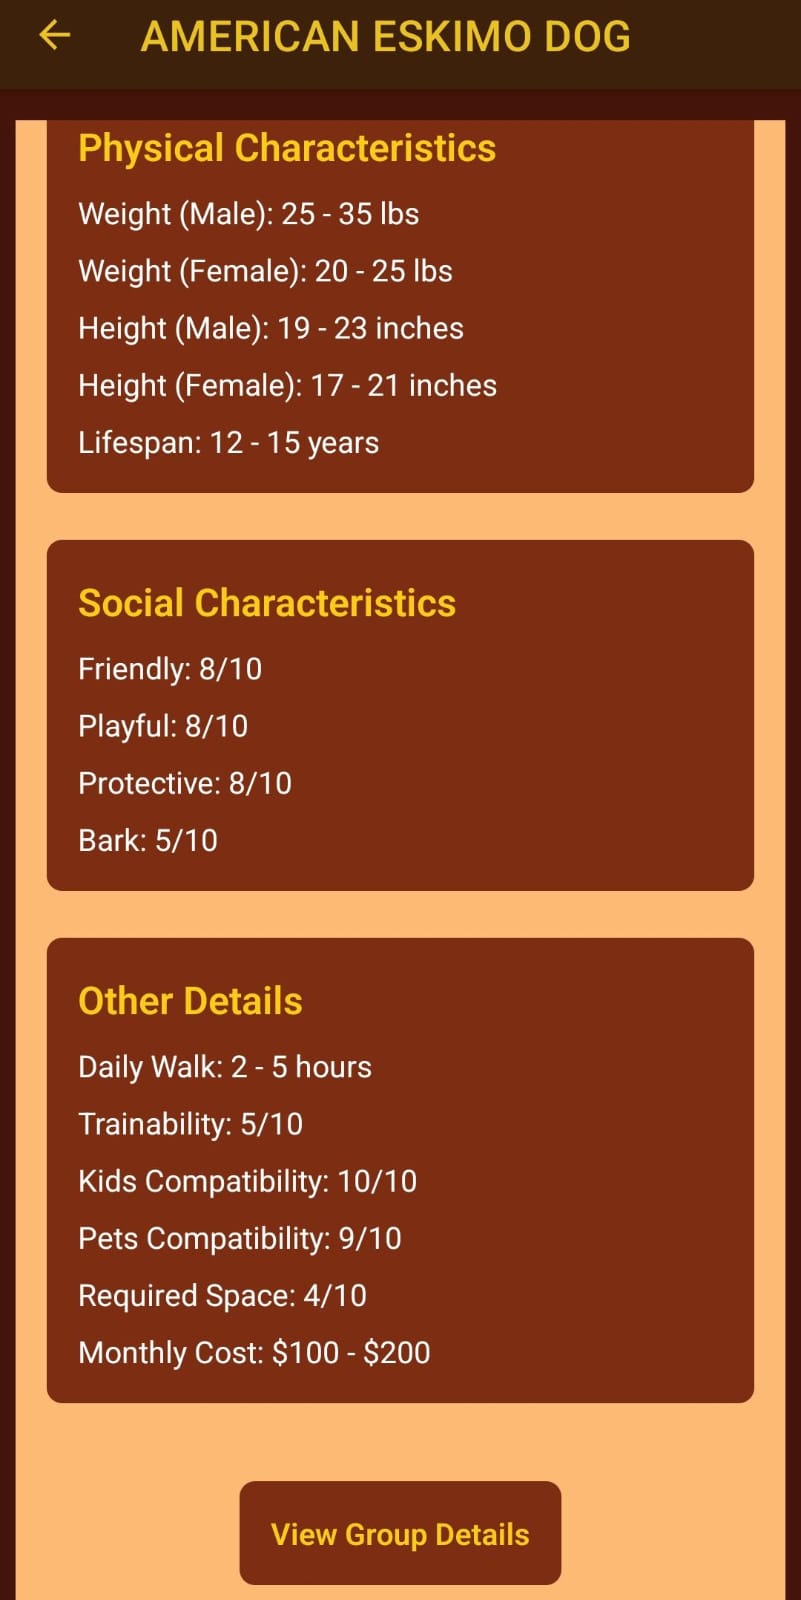 AMERICAN ESKIMO DOG
Physical Characteristics
Weight (Male): 25 - 35 lbs
Weight (Female): 20 - 25 lbs
Height (Male): 19 - 23 inches
Height (Female): 17 - 21 inches
Lifespan: 12 - 15 years
Social Characteristics
Friendly: 8/10
Playful: 8/10
Protective: 8/10
Bark: 5/10
Other Details
Daily Walk: 2 - 5 hours
Trainability: 5/10
Kids Compatibility: 10/10
Pets Compatibility: 9/10
Required Space: 4/10
Monthly Cost: $100 - $200
View Group Details